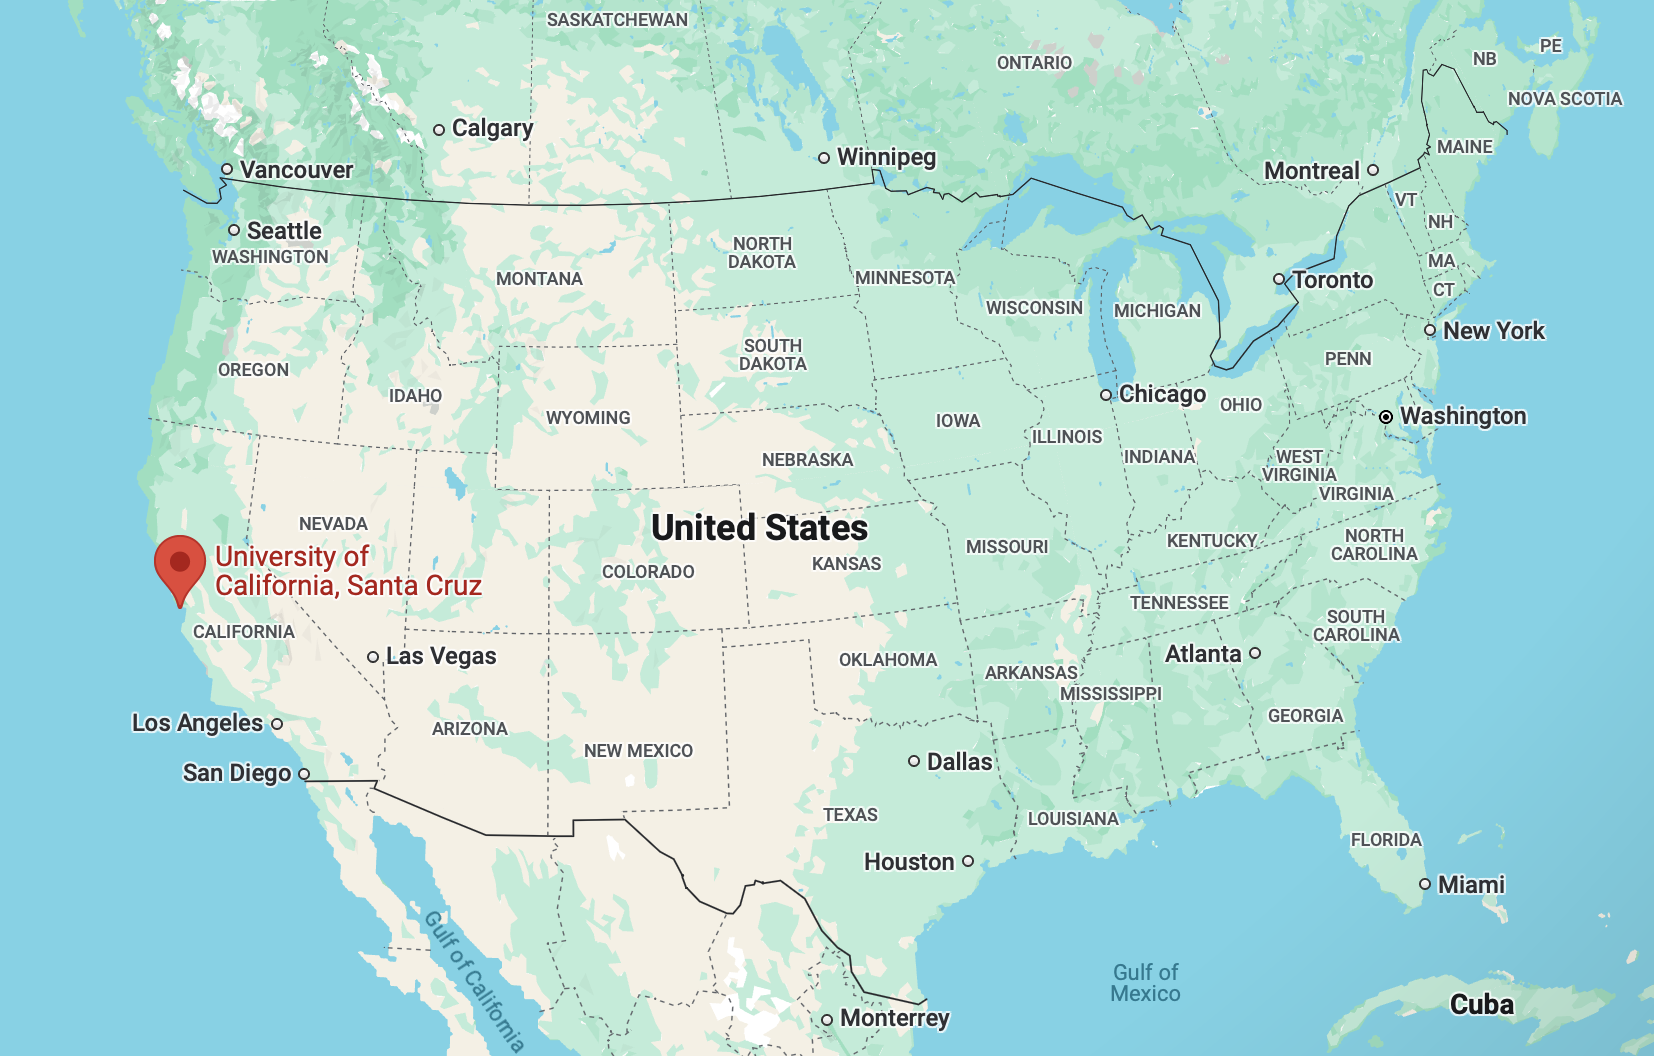 SASKATCHEWAN
ONTARIO
NB
PE
NOVA SCOTIA
Calgary
Winnipeg
MAINE
Vancouver
Montreal
VT
NH
Seattle
WASHINGTON
NORTH
DAKOTA
MONTANA
MINNESOTA
MA
CT
Toronto
WISCONSIN
MICHIGAN
New York
SOUTH
DAKOTA
PENN
OREGON
IDAHO
WYOMING
Chicago
OHIO
Washington
IOWA
ILLINOIS
INDIANA
WEST
VIRGINIA
NEBRASKA
VIRGINIA
NEVADA
United States
MISSOURI
KENTUCKY
NORTH
CAROLINA
University of
California, Santa Cruz
COLORADO
KANSAS
TENNESSEE
SOUTH
CAROLINA
CALIFORNIA
Las Vegas
OKLAHOMA
ARKANSAS
Atlanta
MISSISSIPPI
Los Angeles
ARIZONA
NEW MEXICO
GEORGIA
San Diego
Dallas
TEXAS
LOUISIANA
FLORIDA
Houston
Miami
Gulf of California
Gulf of
Mexico
Cuba
Monterrey